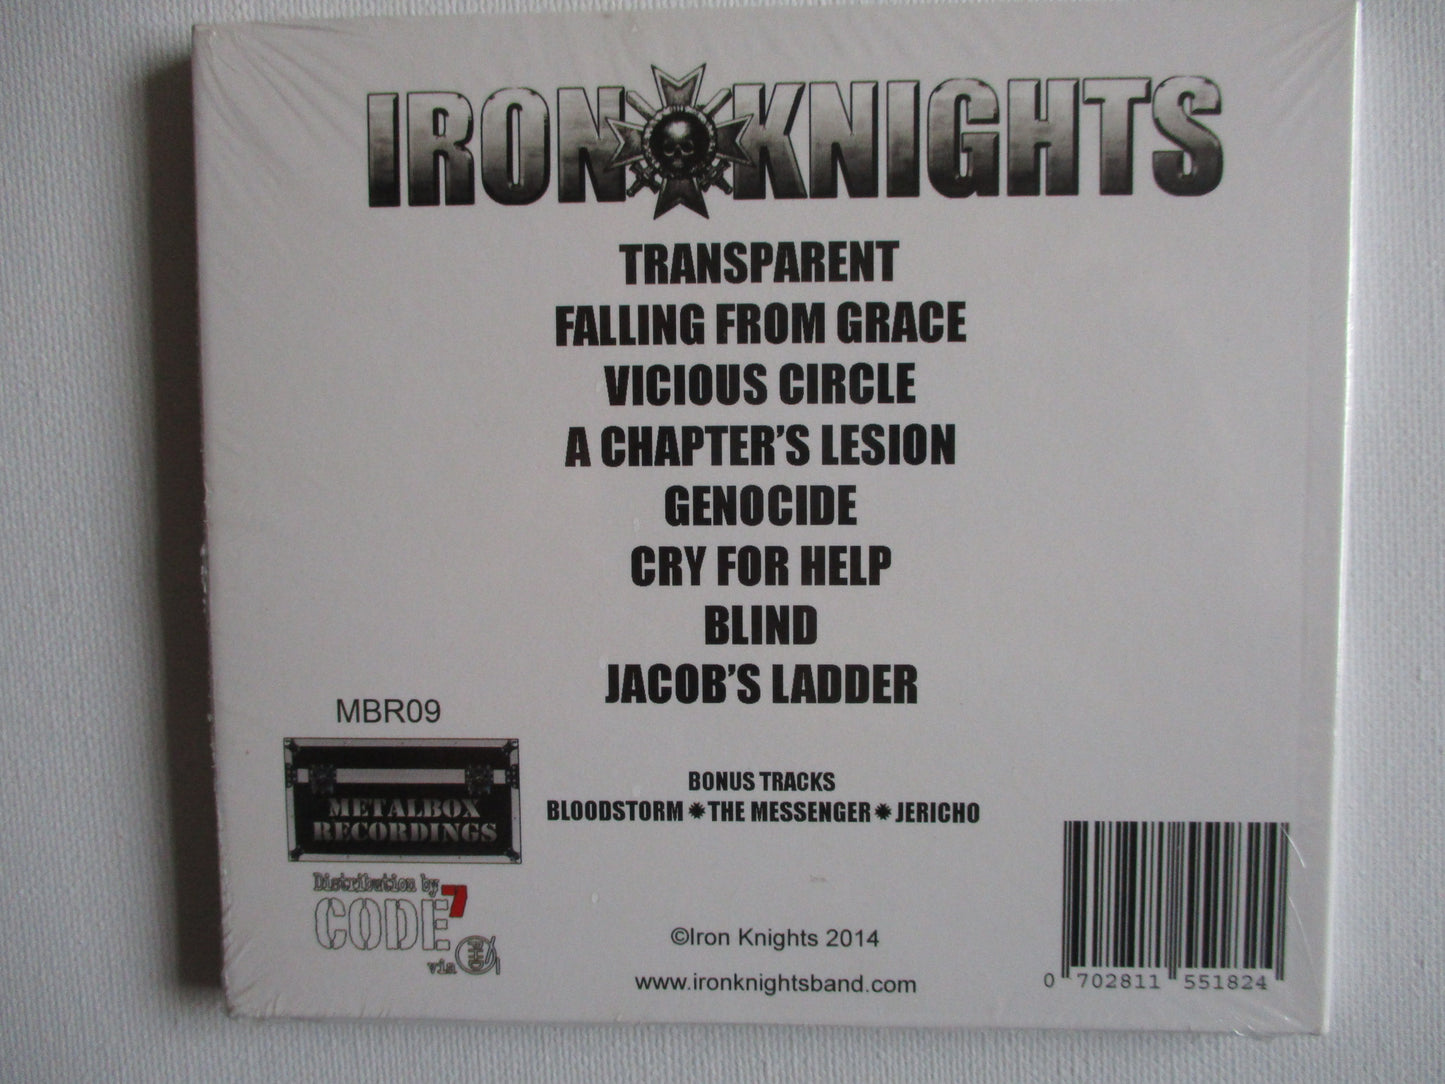 IRON KNIGHTS
TRANSPARENT
FALLING FROM GRACE
VICIOUS CIRCLE
A CHAPTER'S LESION
GENOCIDE
CRY FOR HELP
BLIND
JACOB'S LADDER
MBR09
METALBOX
RECORDINGS
BONUS TRACKS
BLOODSTORM * THE MESSENGER * JERICHO
Distribution by
CODE 7
via PHD
©Iron Knights 2014
www.ironknightsband.com
0 702811 551824